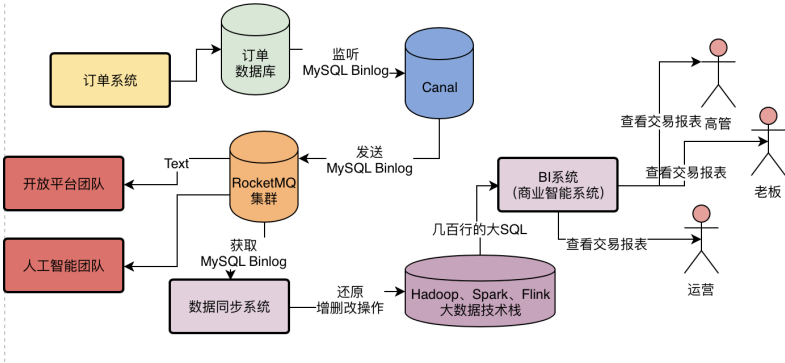 订单系统
订单
数据库
监听
MySQL Binlog
Canal
发送
MySQL Binlog
RocketMQ
集群
Text
开放平台团队
人工智能团队
获取
MySQL Binlog
数据同步系统
还原
增删改操作
Hadoop、Spark、Flink
大数据技术栈
几百行的大SQL
BI系统
（商业智能系统）
查看交易报表
高管
查看交易报表
老板
查看交易报表
运营